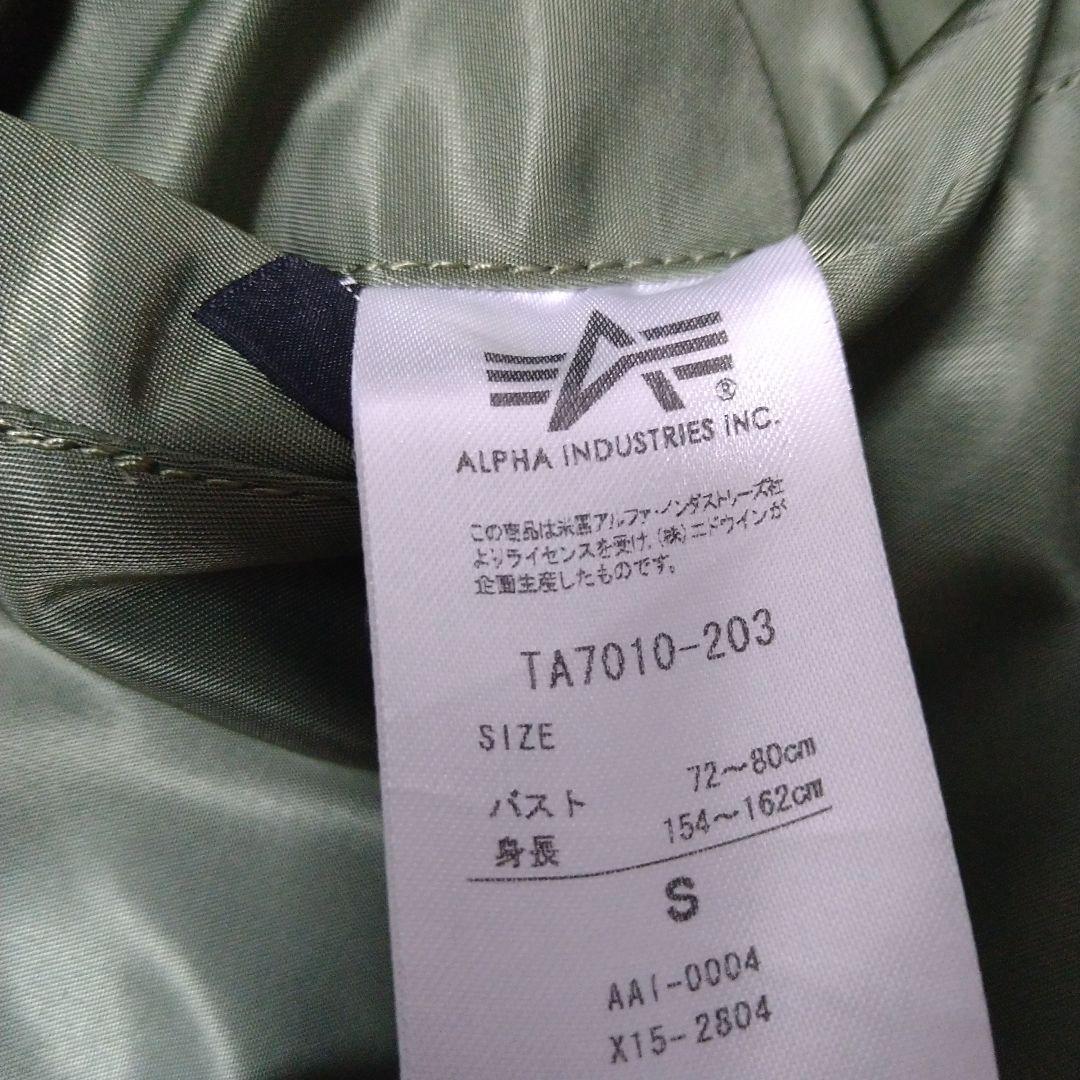 ®
ALPHA INDUSTRIES INC.
この商品は米国アルファ・インダストリーズ社
よりライセンスを受け、(株)エドウインが
企画生産したものです。
TA7010-203
SIZE
バスト 72～80cm
身長 154～162cm
S
AAI-0004
X15-2804